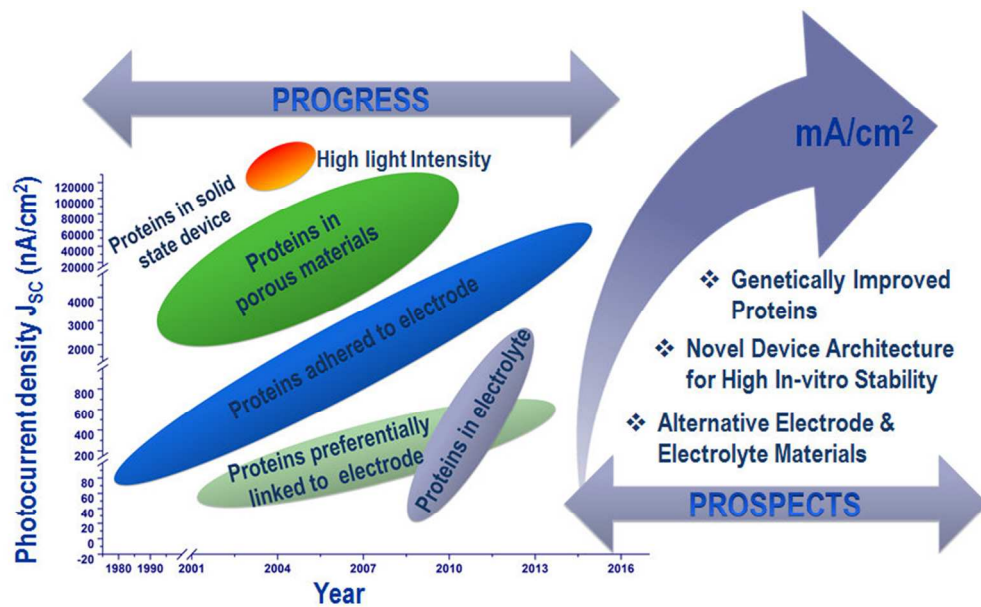 PROGRESS
mA/cm²
High light Intensity
Proteins in solid
state device
Proteins in
porous materials
Proteins adhered to electrode
Proteins preferentially
linked to electrode
Proteins in electrolyte
❖ Genetically Improved
Proteins
❖ Novel Device Architecture
for High In-vitro Stability
❖ Alternative Electrode &
Electrolyte Materials
PROSPECTS
Photocurrent density JSC (nA/cm²)
120000
100000
80000
60000
40000
20000
4000
3000
2000
800
600
400
200
80
60
40
20
0
-20
1980 1990 2001 2004 2007 2010 2013 2016
Year